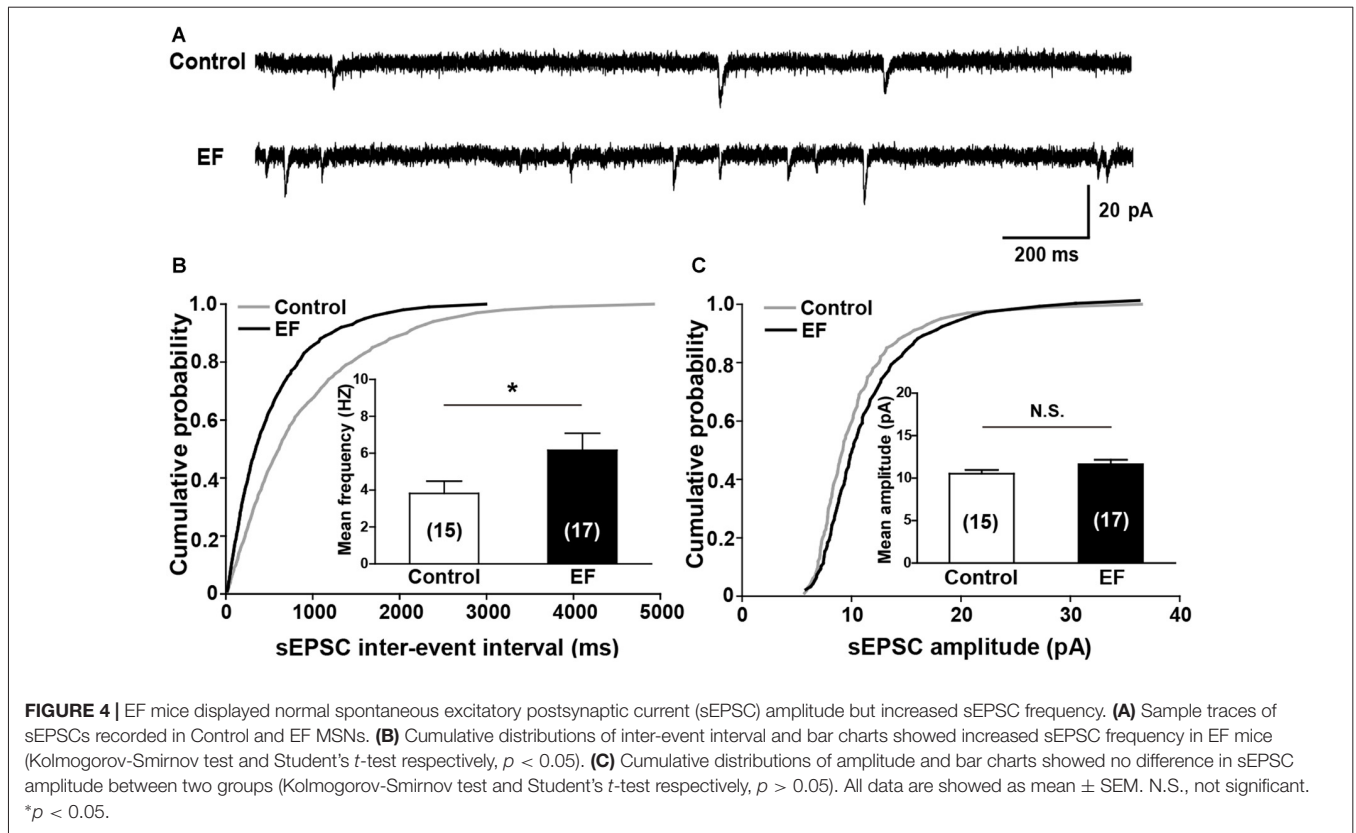 A
Control
EF
20 pA
200 ms
B
Control
EF
Cumulative probability
1.0
0.8
0.6
0.4
0.2
0
0 1000 2000 3000 4000 5000
sEPSC inter-event interval (ms)
Mean frequency (HZ)
10
8
6
4
2
0
*
(15) (17)
Control EF
C
Control
EF
Cumulative probability
1.0
0.8
0.6
0.4
0.2
0
0 10 20 30 40
sEPSC amplitude (pA)
Mean amplitude (pA)
20
15
10
5
0
N.S.
(15) (17)
Control EF
FIGURE 4 | EF mice displayed normal spontaneous excitatory postsynaptic current (sEPSC) amplitude but increased sEPSC frequency. (A) Sample traces of
sEPSCs recorded in Control and EF MSNs. (B) Cumulative distributions of inter-event interval and bar charts showed increased sEPSC frequency in EF mice
(Kolmogorov-Smirnov test and Student's t-test respectively, p < 0.05). (C) Cumulative distributions of amplitude and bar charts showed no difference in sEPSC
amplitude between two groups (Kolmogorov-Smirnov test and Student's t-test respectively, p > 0.05). All data are showed as mean ± SEM. N.S., not significant.
*p < 0.05.